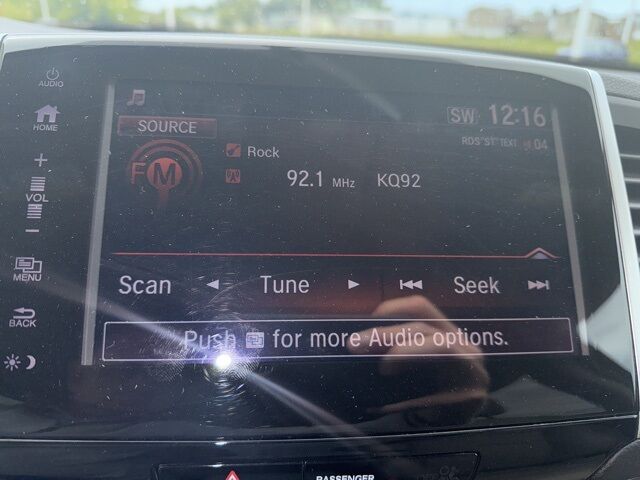 AUDIO
HOME
+
VOL
-
MENU
BACK
SOURCE
FM
SW 12:16
RDS ST TEXT 04
Rock
92.1 MHz KQ92
Scan Tune Seek
Push for more Audio options.
PASSENGER